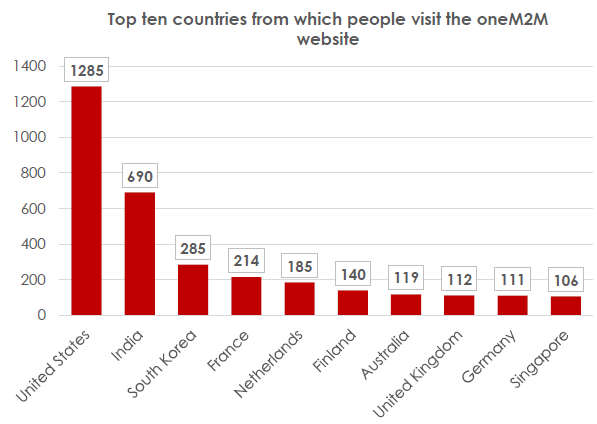 Top ten countries from which people visit the oneM2M
website
1400
1200
1000
800
600
400
200
0
1285
690
285
214
185
140
119
112
111
106
United States
India
South Korea
France
Netherlands
Finland
Australia
United Kingdom
Germany
Singapore